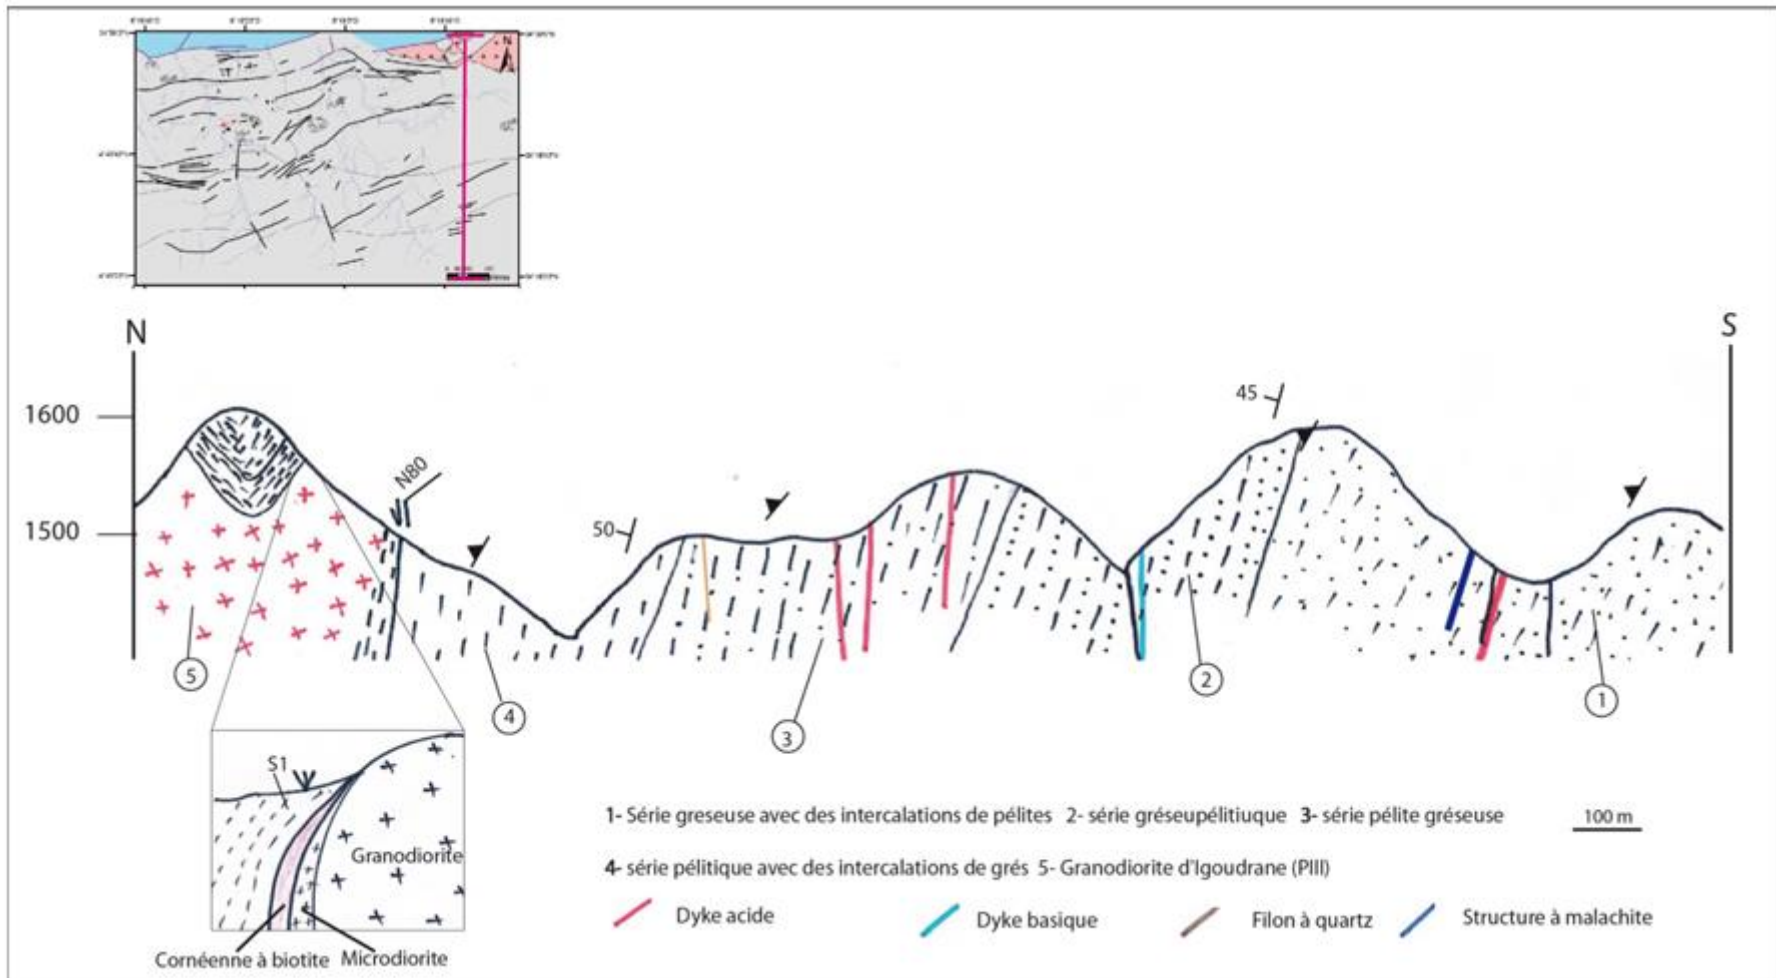 N
N
S
1600
1500
N80
50
45
5
4
3
2
1
S1
Granodiorite
Cornéenne à biotite Microdiorite
1- Série greseuse avec des intercalations de pélites 2- série gréseupélitiuque 3- série pélite gréseuse
100 m
4- série pélitique avec des intercalations de grés 5- Granodiorite d'Igoudrane (PIII)
Dyke acide
Dyke basique
Filon à quartz
Structure à malachite